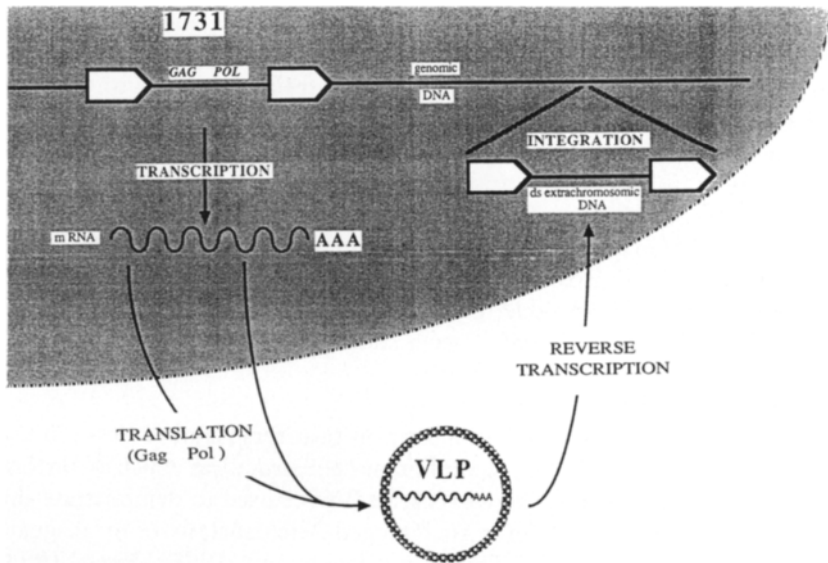 1731
GAG POL
genomic
DNA
INTEGRATION
TRANSCRIPTION
ds extrachromosomic
DNA
m RNA
AAA
REVERSE
TRANSCRIPTION
TRANSLATION
(Gag Pol)
VLP
AAA